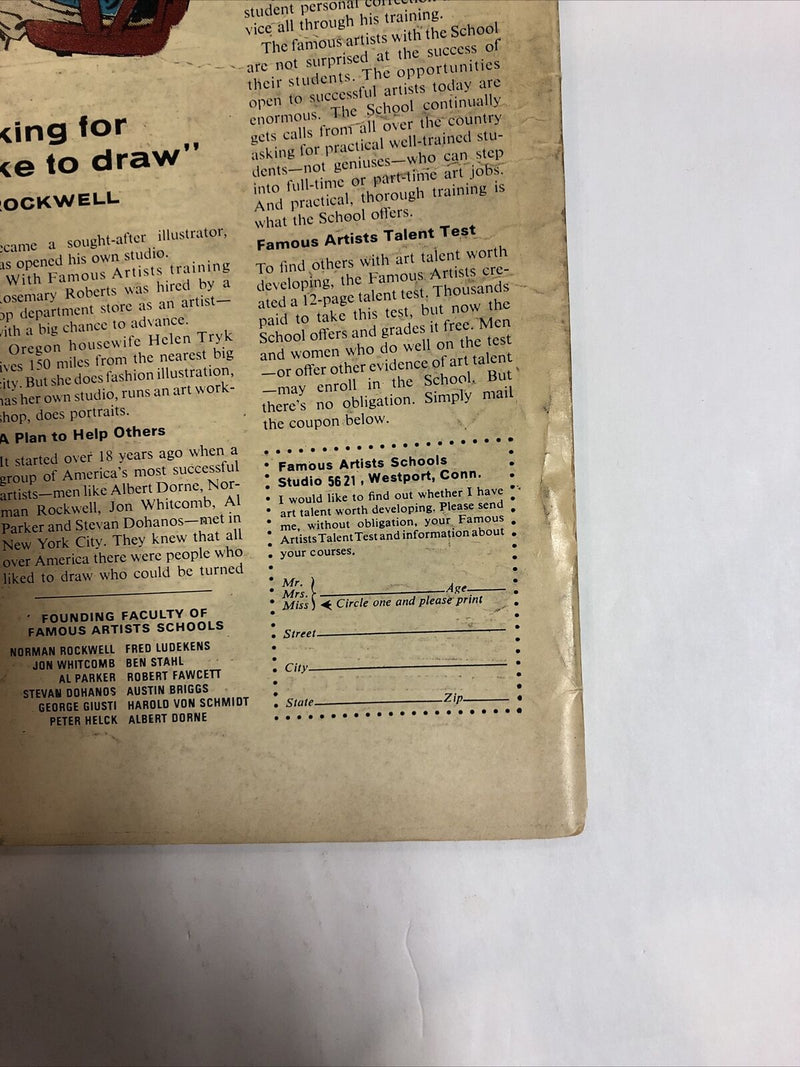 king for
ke to draw"
OCKWELL
came a sought-after illustrator,
as opened his own studio.
With Famous Artists training
osemary Roberts was hired by a
op department store as an artist—
ith a big chance to advance.
Oregon housewife Helen Tryk
ives 150 miles from the nearest big
ity. But she does fashion illustration,
has her own studio, runs an art work-
shop, does portraits.
A Plan to Help Others
It started over 18 years ago when a
group of America's most successful
artists—men like Albert Dorne, Nor-
man Rockwell, Jon Whitcomb, Al
Parker and Stevan Dohanos—met in
New York City. They knew that all
over America there were people who
liked to draw who could be turned
FOUNDING FACULTY OF
FAMOUS ARTISTS SCHOOLS
NORMAN ROCKWELL FRED LUDEKENS
JON WHITCOMB BEN STAHL
AL PARKER ROBERT FAWCETT
STEVAN DOHANOS AUSTIN BRIGGS
GEORGE GIUSTI HAROLD VON SCHMIDT
PETER HELCK ALBERT DORNE
student personal
vice all through his training.
The famous artists with the School
are not surprised at the success of
their students. The opportunities
open to successful artists today are
enormous. The School continually
gets calls from all over the country
asking for practical well-trained stu-
dents—not geniuses—who can step
into full-time or part-time art jobs.
And practical, thorough training is
what the School offers.
Famous Artists Talent Test
To find others with art talent worth
developing, the Famous Artists cre-
ated a 12-page talent test. Thousands
paid to take this test, but now the
School offers and grades it free. Men
and women who do well on the test
—or offer other evidence of art talent
—may enroll in the School. But
there's no obligation. Simply mail
the coupon below.
Famous Artists Schools
Studio 5621, Westport, Conn.
I would like to find out whether I have
art talent worth developing. Please send
me, without obligation, your Famous
Artists Talent Test and information about
your courses.
Mr.
Mrs. Age
Miss Circle one and please print
Street
City
State Zip